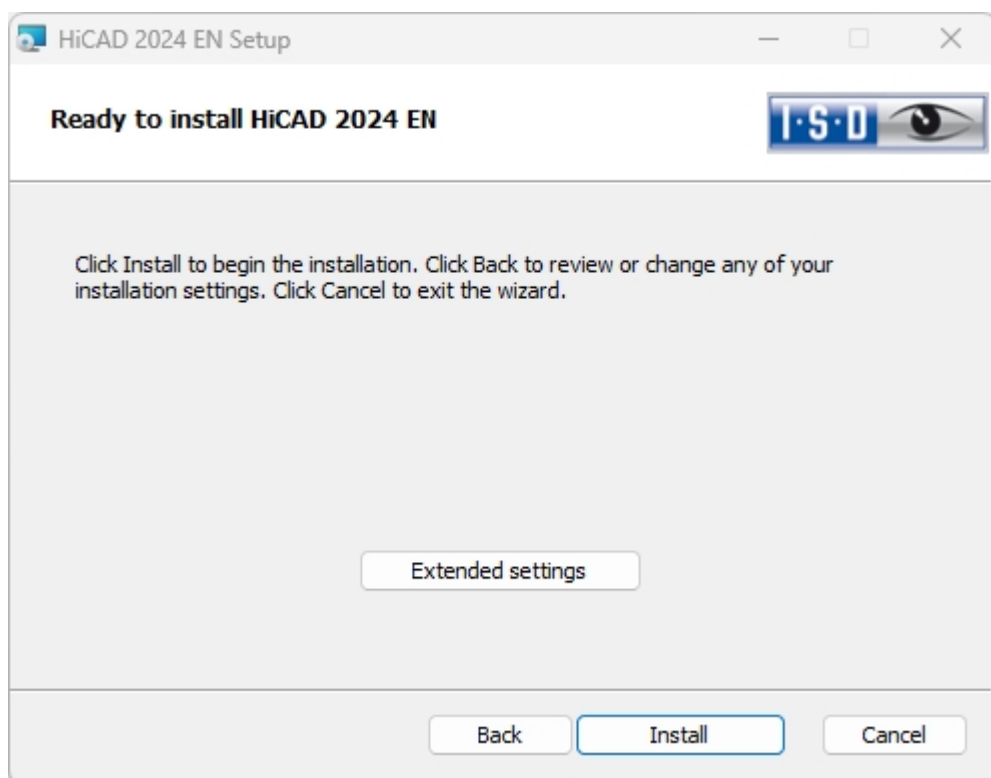 HiCAD 2024 EN Setup
Ready to install HiCAD 2024 EN
I·S·D
Click Install to begin the installation. Click Back to review or change any of your
installation settings. Click Cancel to exit the wizard.
Extended settings
Back
Install
Cancel